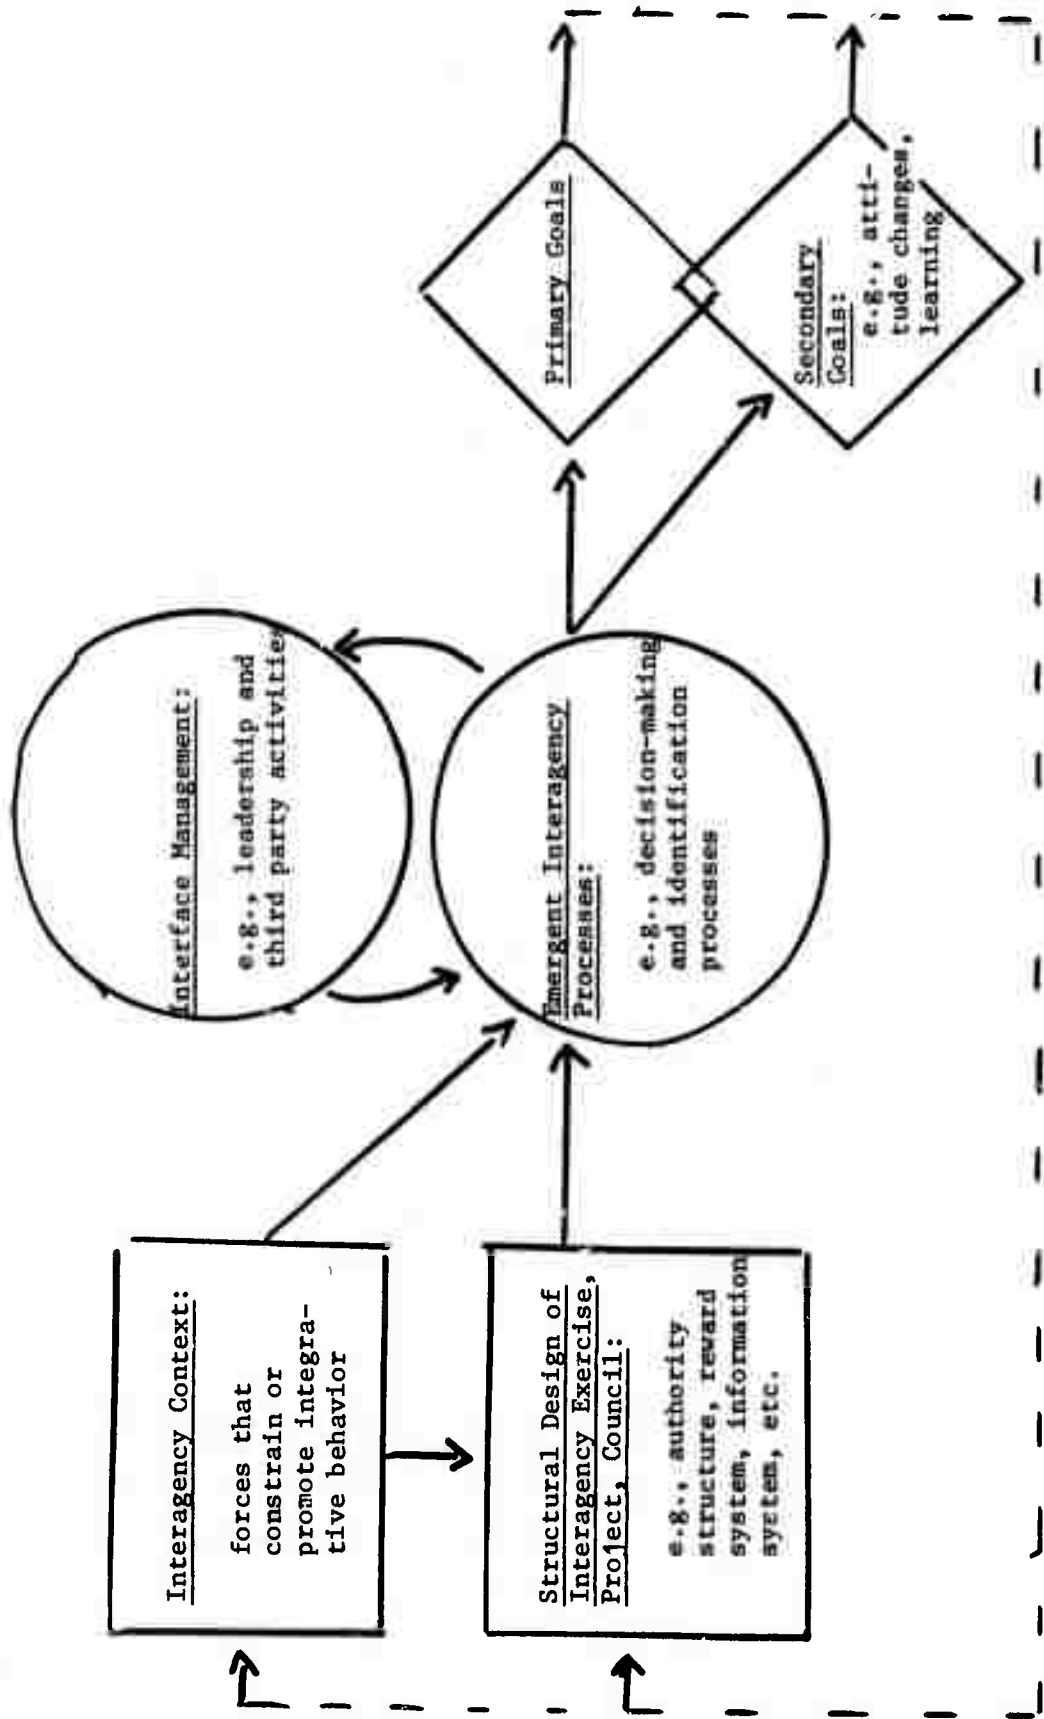 Interagency Context:
forces that
constrain or
promote integra-
tive behavior
Structural Design of
Interagency Exercise,
Project, Council:
e.g., authority
structure, reward
system, information
system, etc.
Interface Management:
e.g., leadership and
third party activities
Emergent Interagency
Processes:
e.g., decision-making
and identification
processes
Primary Goals
Secondary
Goals:
e.g., atti-
tude changes,
learning